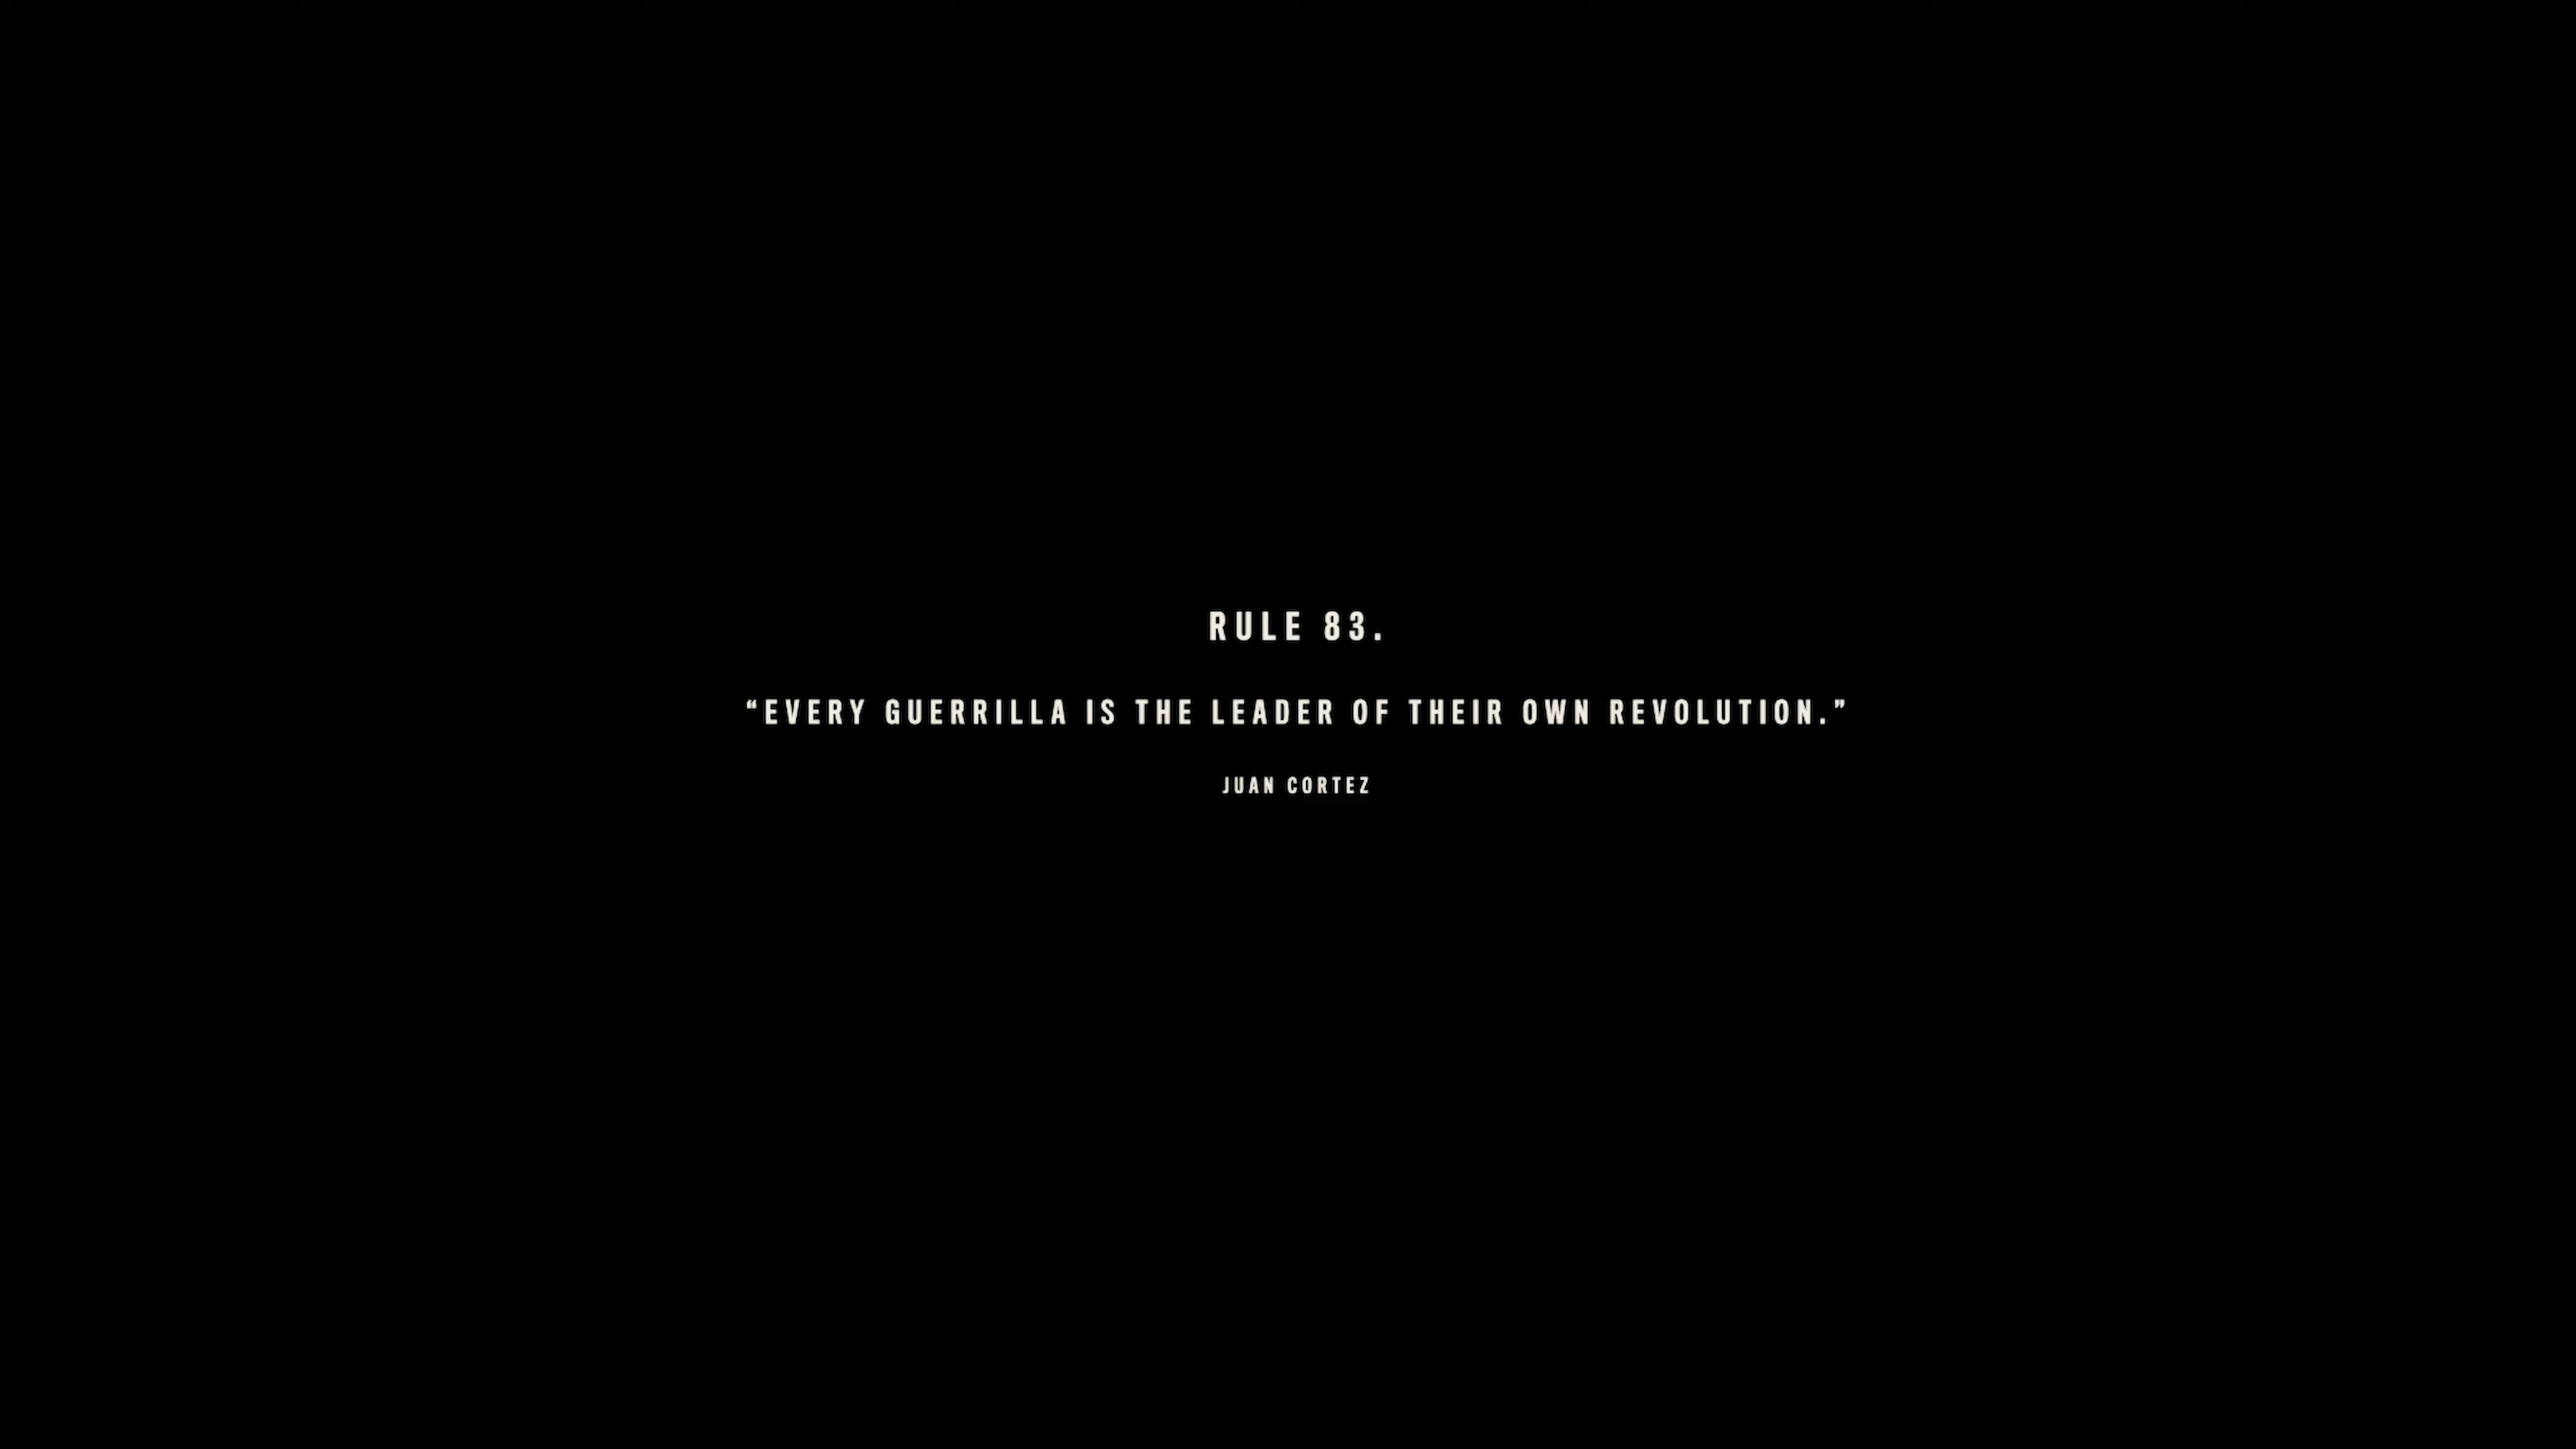 RULE 83.
“EVERY GUERRILLA IS THE LEADER OF THEIR OWN REVOLUTION.”
JUAN CORTEZ